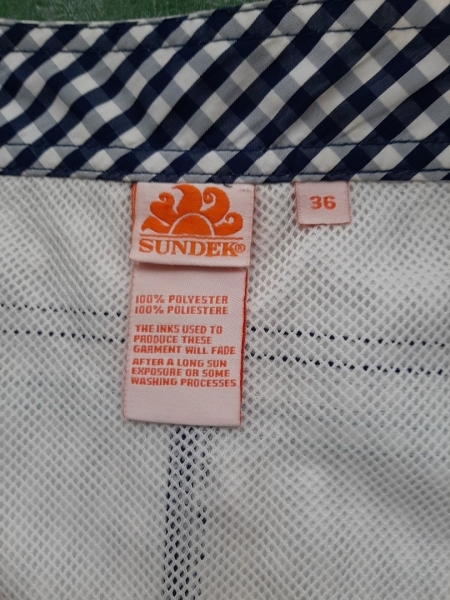 SUNDEK®
36
100% POLYESTER
100% POLIESTERE
THE INKS USED TO
PRODUCE THESE
GARMENT WILL FADE
AFTER A LONG SUN
EXPOSURE OR SOME
WASHING PROCESSES